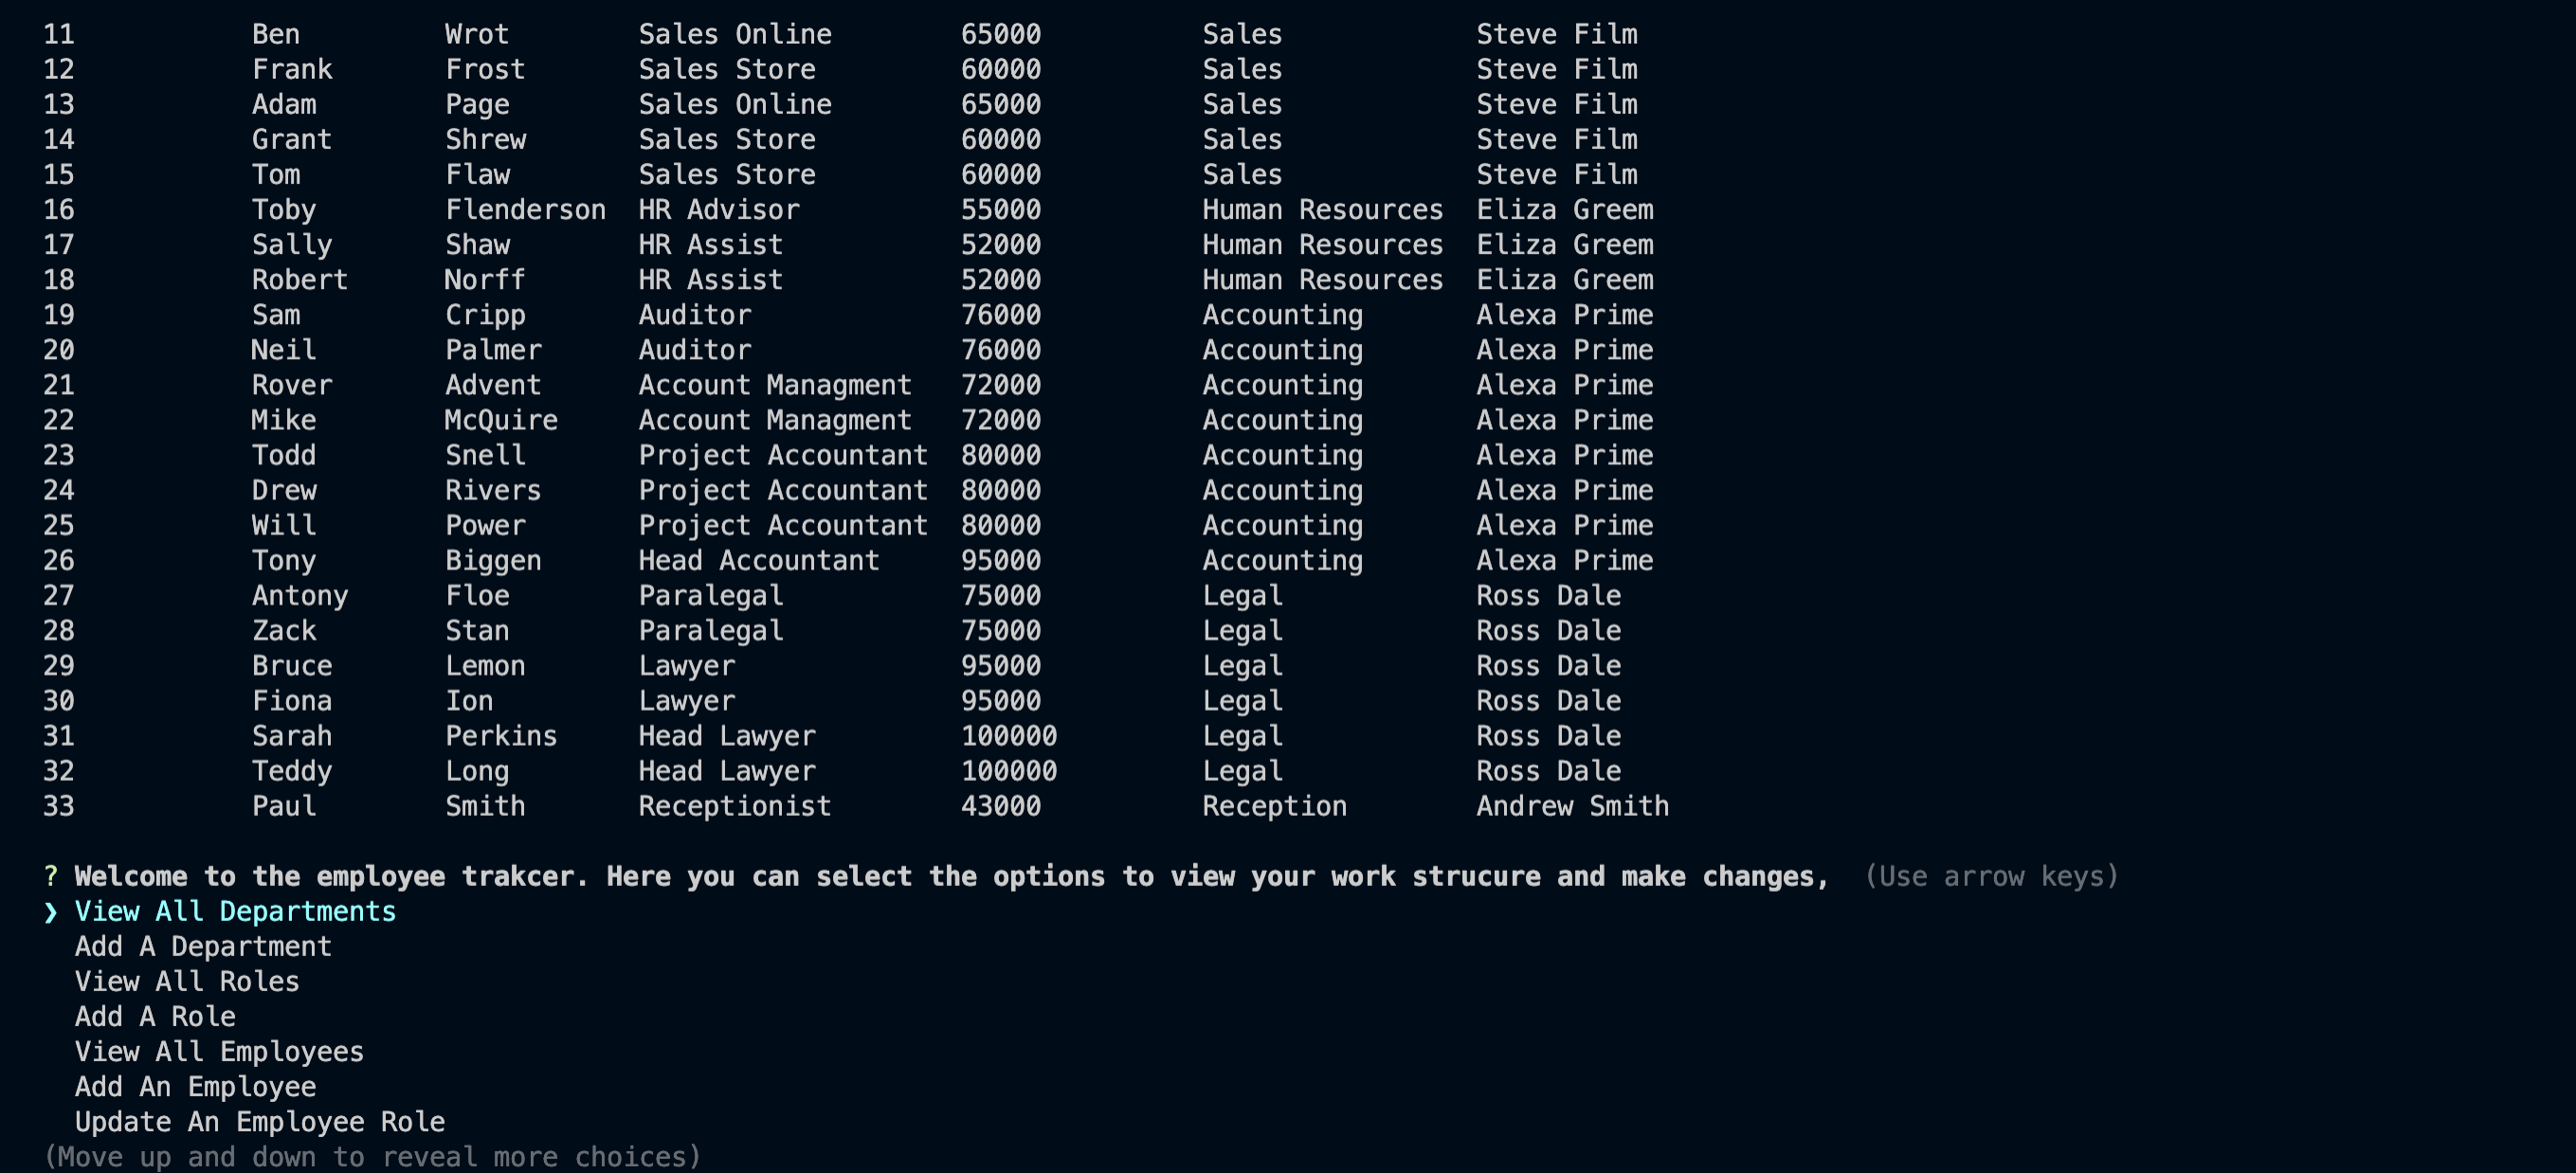 11 Ben Wrot Sales Online 65000 Sales Steve Film
12 Frank Frost Sales Store 60000 Sales Steve Film
13 Adam Page Sales Online 65000 Sales Steve Film
14 Grant Shrew Sales Store 60000 Sales Steve Film
15 Tom Flaw Sales Store 60000 Sales Steve Film
16 Toby Flenderson HR Advisor 55000 Human Resources Eliza Greem
17 Sally Shaw HR Assist 52000 Human Resources Eliza Greem
18 Robert Norff HR Assist 52000 Human Resources Eliza Greem
19 Sam Cripp Auditor 76000 Accounting Alexa Prime
20 Neil Palmer Auditor 76000 Accounting Alexa Prime
21 Rover Advent Account Managment 72000 Accounting Alexa Prime
22 Mike McQuire Account Managment 72000 Accounting Alexa Prime
23 Todd Snell Project Accountant 80000 Accounting Alexa Prime
24 Drew Rivers Project Accountant 80000 Accounting Alexa Prime
25 Will Power Project Accountant 80000 Accounting Alexa Prime
26 Tony Biggen Head Accountant 95000 Accounting Alexa Prime
27 Antony Floe Paralegal 75000 Legal Ross Dale
28 Zack Stan Paralegal 75000 Legal Ross Dale
29 Bruce Lemon Lawyer 95000 Legal Ross Dale
30 Fiona Ion Lawyer 95000 Legal Ross Dale
31 Sarah Perkins Head Lawyer 100000 Legal Ross Dale
32 Teddy Long Head Lawyer 100000 Legal Ross Dale
33 Paul Smith Receptionist 43000 Reception Andrew Smith
? Welcome to the employee trakcer. Here you can select the options to view your work strucure and make changes, (Use arrow keys)
❯ View All Departments
Add A Department
View All Roles
Add A Role
View All Employees
Add An Employee
Update An Employee Role
(Move up and down to reveal more choices)